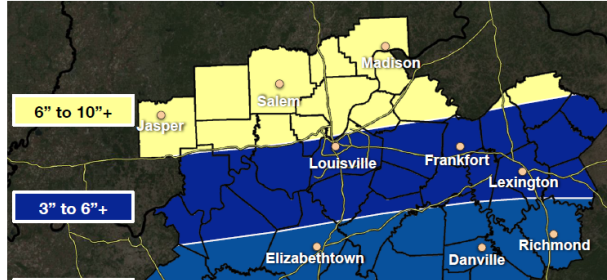 Madison
Salem
6” to 10”+
Jasper
Louisville
Frankfort
Lexington
3” to 6”+
Elizabethtown
Danville
Richmond